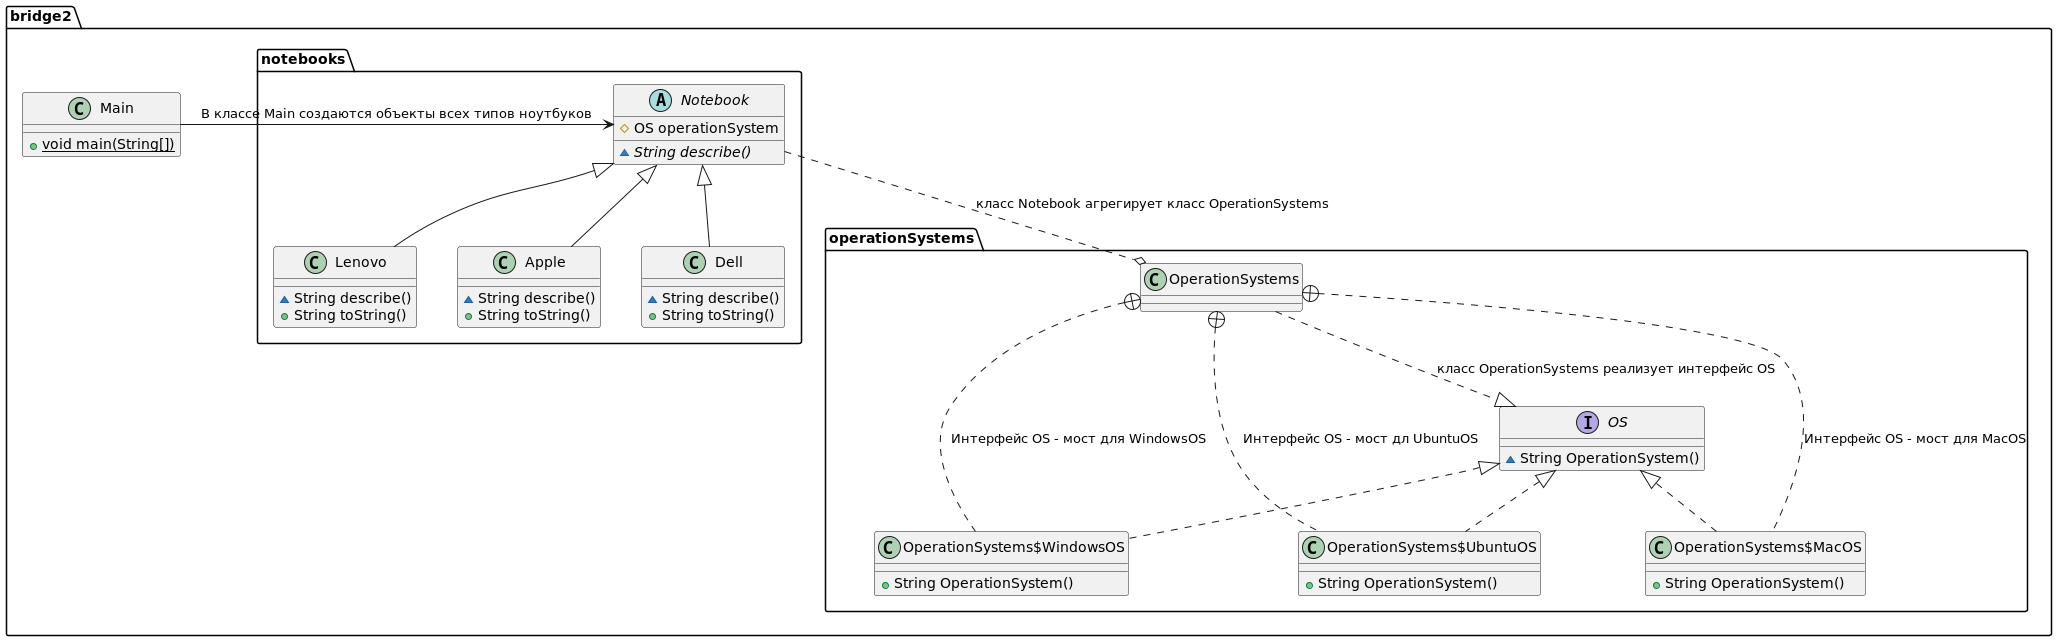 bridge2
notebooks
C Main
void main(String[])
В классе Main создаются объекты всех типов ноутбуков
A Notebook
OS operationSystem
String describe()
C Lenovo
String describe()
String toString()
C Apple
String describe()
String toString()
C Dell
String describe()
String toString()
класс Notebook агрегирует класс OperationSystems
operationSystems
C OperationSystems
класс OperationSystems реализует интерфейс OS
I OS
String OperationSystem()
Интерфейс OS - мост для WindowsOS
Интерфейс OS - мост дл UbuntuOS
Интерфейс OS - мост для MacOS
C OperationSystems$WindowsOS
String OperationSystem()
C OperationSystems$UbuntuOS
String OperationSystem()
C OperationSystems$MacOS
String OperationSystem()